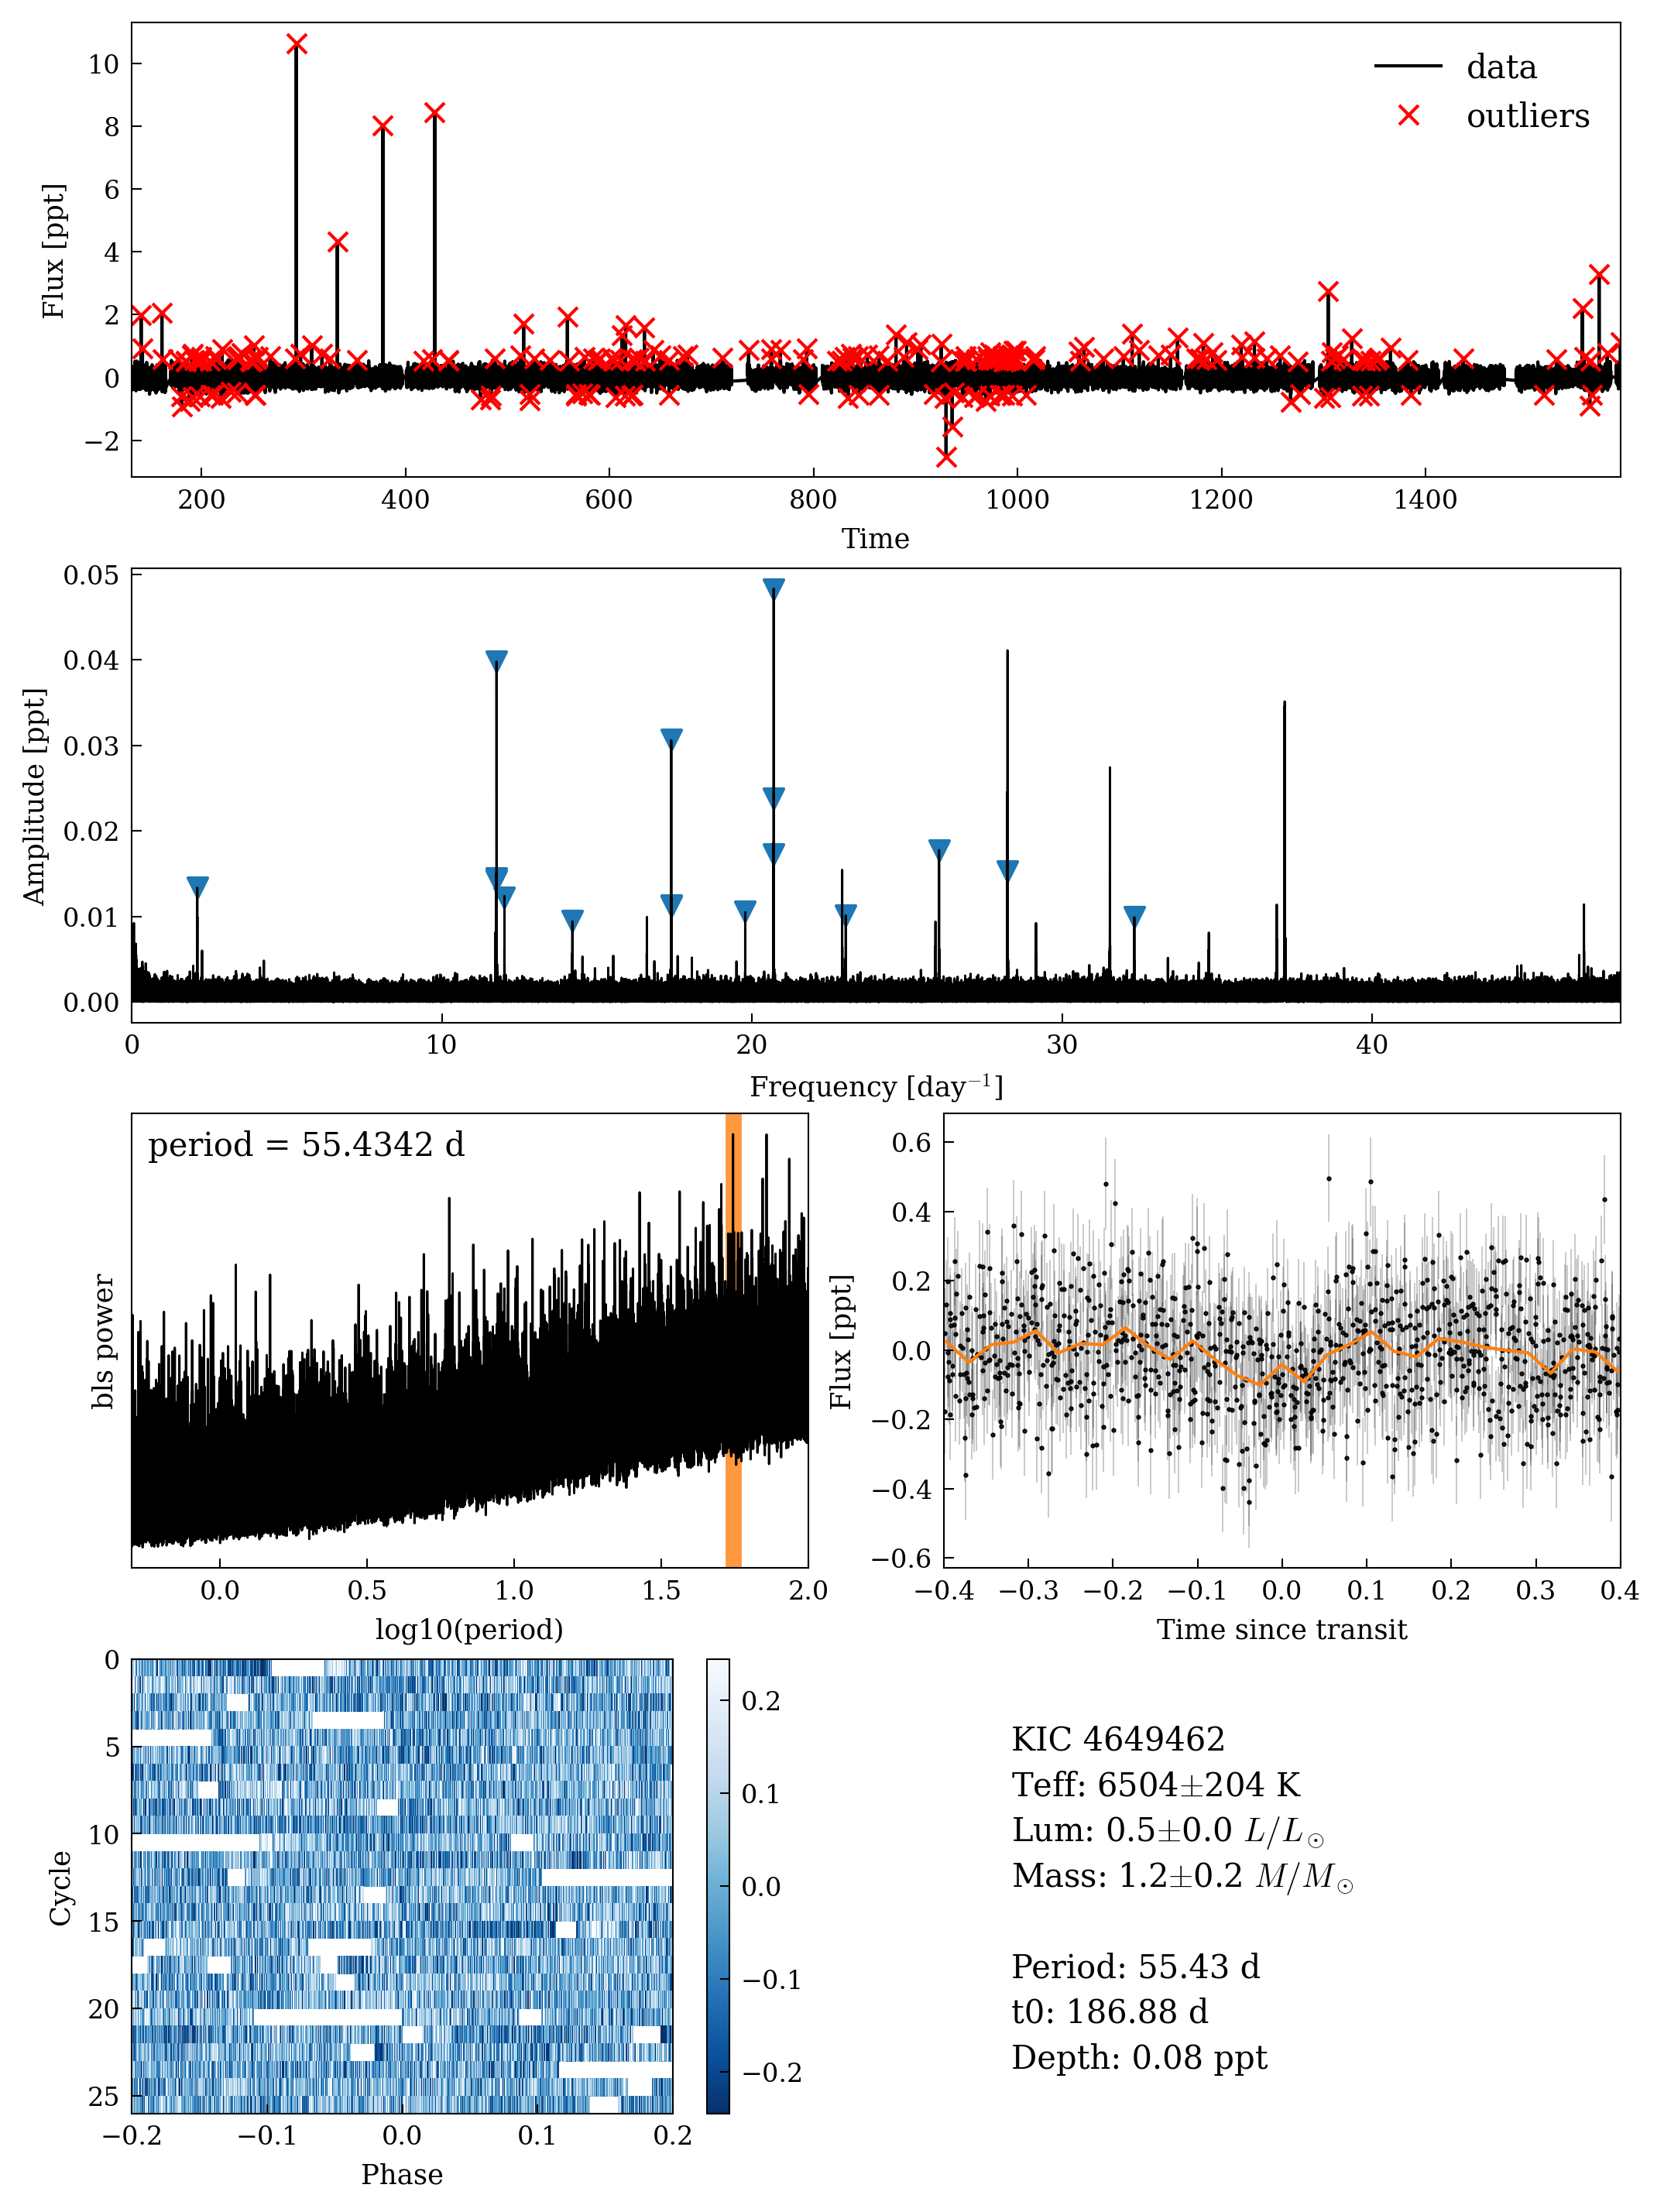 10
8
6
4
2
0
−2
Flux [ppt]
data
outliers
200 400 600 800 1000 1200 1400
Time
0.05
0.04
0.03
0.02
0.01
0.00
Amplitude [ppt]
0 10 20 30 40
Frequency [day⁻¹]
period = 55.4342 d
bls power
0.0 0.5 1.0 1.5 2.0
log10(period)
0.6
0.4
0.2
0.0
−0.2
−0.4
−0.6
Flux [ppt]
−0.4 −0.3 −0.2 −0.1 0.0 0.1 0.2 0.3 0.4
Time since transit
0
5
10
15
20
25
Cycle
−0.2 −0.1 0.0 0.1 0.2
Phase
0.2
0.1
0.0
−0.1
−0.2
KIC 4649462
Teff: 6504±204 K
Lum: 0.5±0.0 L/L⊙
Mass: 1.2±0.2 M/M⊙
Period: 55.43 d
t0: 186.88 d
Depth: 0.08 ppt